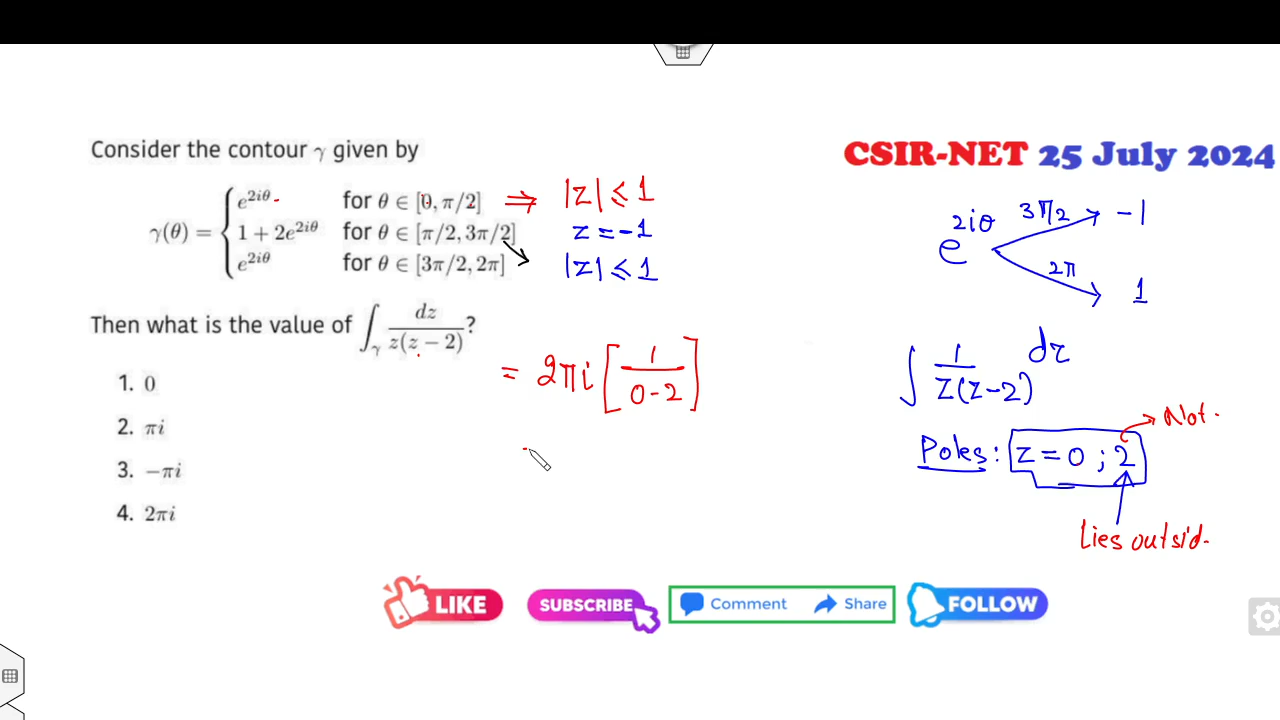 Consider the contour γ given by
CSIR-NET 25 July 2024
γ(θ) = { e^{2iθ} for θ ∈ [0, π/2] ⇒ |z| ≤ 1
1 + 2e^{2iθ} for θ ∈ [π/2, 3π/2] z = -1
e^{2iθ} for θ ∈ [3π/2, 2π] |z| ≤ 1
e^{2iθ} 3π/2 → -1
2π → 1
Then what is the value of ∫_γ dz / z(z − 2)?
= 2πi [1 / 0-2]
∫ 1 / z(z-2) dz
1. 0
2. πi
3. −πi
4. 2πi
Poles: z = 0 ; 2 → Not.
Lies outsid.
LIKE
SUBSCRIBE
Comment
Share
FOLLOW